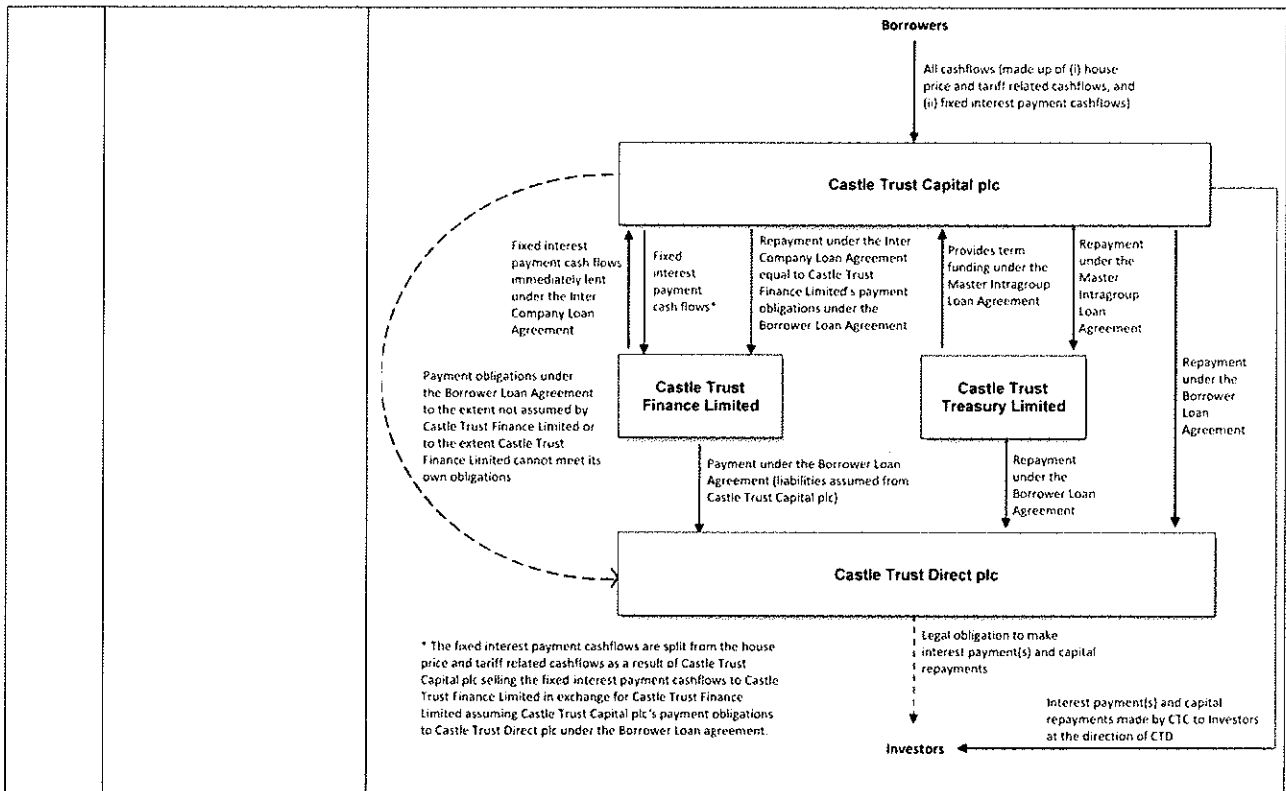 Borrowers
All cashflows (made up of (i) house
price and tariff related cashflows, and
(ii) fixed interest payment cashflows)
Castle Trust Capital plc
Fixed interest
payment cash flows
immediately lent
under the Inter
Company Loan
Agreement
Fixed
interest
payment
cash flows*
Repayment under the Inter
Company Loan Agreement
equal to Castle Trust
Finance Limited's payment
obligations under the
Borrower Loan Agreement
Provides term
funding under the
Master Intragroup
Loan Agreement
Repayment
under the
Master
Intragroup
Loan
Agreement
Repayment
under the
Borrower
Loan
Agreement
Castle Trust
Finance Limited
Castle Trust
Treasury Limited
Payment obligations under
the Borrower Loan Agreement
to the extent not assumed by
Castle Trust Finance Limited or
to the extent Castle Trust
Finance Limited cannot meet its
own obligations
Payment under the Borrower Loan
Agreement (liabilities assumed from
Castle Trust Capital plc)
Repayment
under the
Borrower Loan
Agreement
Castle Trust Direct plc
Legal obligation to make
interest payment(s) and capital
repayments
* The fixed interest payment cashflows are split from the house
price and tariff related cashflows as a result of Castle Trust
Capital plc selling the fixed interest payment cashflows to Castle
Trust Finance Limited in exchange for Castle Trust Finance
Limited assuming Castle Trust Capital plc's payment obligations
to Castle Trust Direct plc under the Borrower Loan agreement.
Interest payment(s) and capital
repayments made by CTC to Investors
at the direction of CTD
Investors